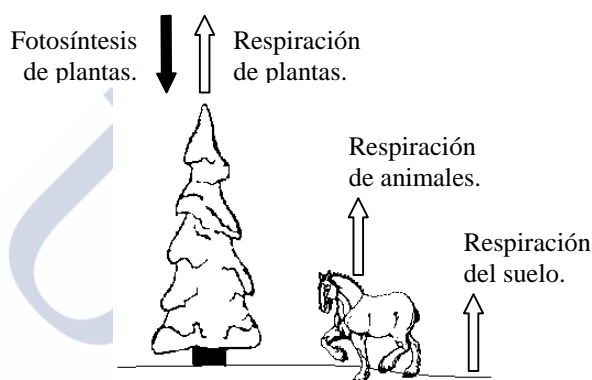 Fotosíntesis
de plantas.
Respiración
de plantas.
Respiración
de animales.
Respiración
del suelo.